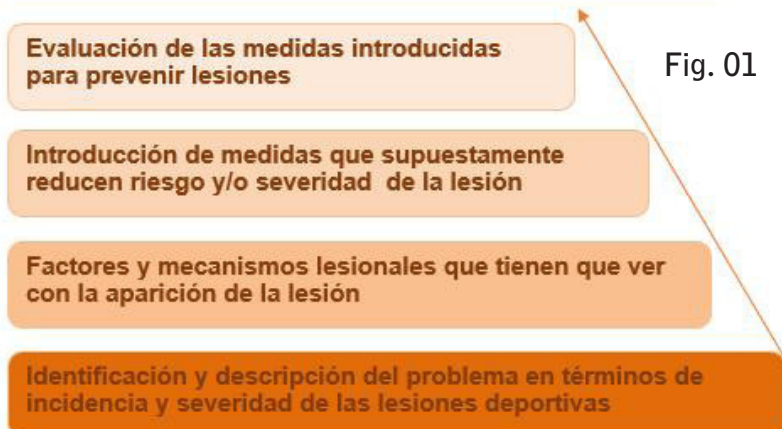 Evaluación de las medidas introducidas
para prevenir lesiones
Fig. 01
Introducción de medidas que supuestamente
reducen riesgo y/o severidad de la lesión
Factores y mecanismos lesionales que tienen que ver
con la aparición de la lesión
Identificación y descripción del problema en términos de
incidencia y severidad de las lesiones deportivas